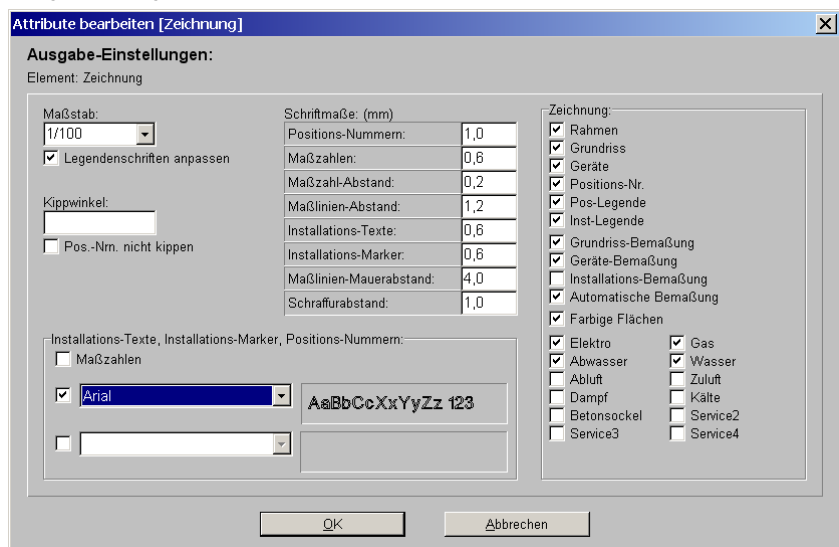 Attribute bearbeiten [Zeichnung]
Ausgabe-Einstellungen:
Element: Zeichnung
Maßstab:
1/100
Legendenschriften anpassen
Kippwinkel:
Pos.-Nrn. nicht kippen
Schriftmaße: (mm)
Positions-Nummern: 1,0
Maßzahlen: 0,6
Maßzahl-Abstand: 0,2
Maßlinien-Abstand: 1,2
Installations-Texte: 0,6
Installations-Marker: 0,6
Maßlinien-Mauerabstand: 4,0
Schraffurabstand: 1,0
Installations-Texte, Installations-Marker, Positions-Nummern:
Maßzahlen
Arial
AaBbCcXxYyZz 123
Zeichnung:
Rahmen
Grundriss
Geräte
Positions-Nr.
Pos-Legende
Inst-Legende
Grundriss-Bemaßung
Geräte-Bemaßung
Installations-Bemaßung
Automatische Bemaßung
Farbige Flächen
Elektro Gas
Abwasser Wasser
Abluft Zuluft
Dampf Kälte
Betonsockel Service2
Service3 Service4
OK Abbrechen